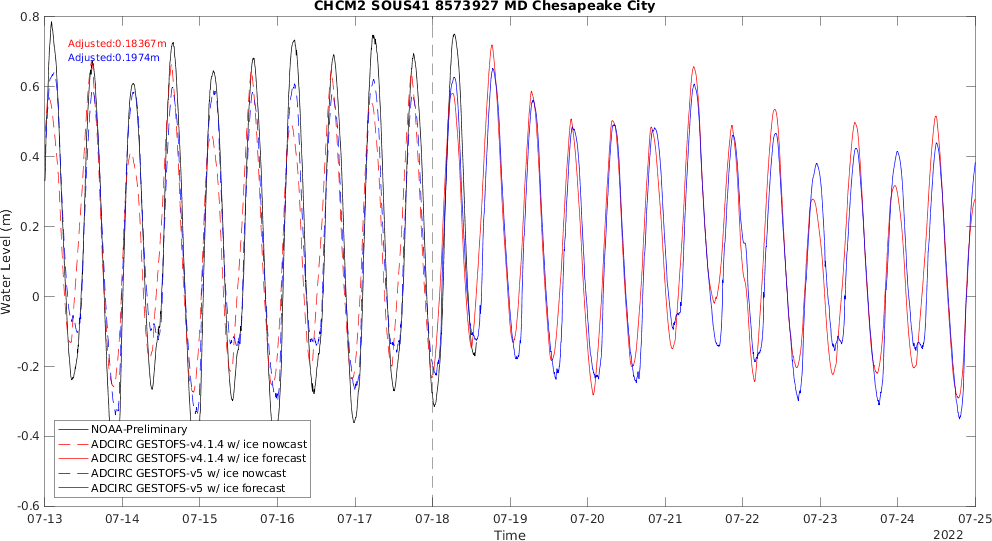 CHCM2 SOUS41 8573927 MD Chesapeake City
0.8
Adjusted:0.18367m
Adjusted:0.1974m
0.6
0.4
0.2
0
-0.2
-0.4
-0.6
Water Level (m)
NOAA-Preliminary
ADCIRC GESTOFS-v4.1.4 w/ ice nowcast
ADCIRC GESTOFS-v4.1.4 w/ ice forecast
ADCIRC GESTOFS-v5 w/ ice nowcast
ADCIRC GESTOFS-v5 w/ ice forecast
07-13 07-14 07-15 07-16 07-17 07-18 07-19 07-20 07-21 07-22 07-23 07-24 07-25
Time
2022